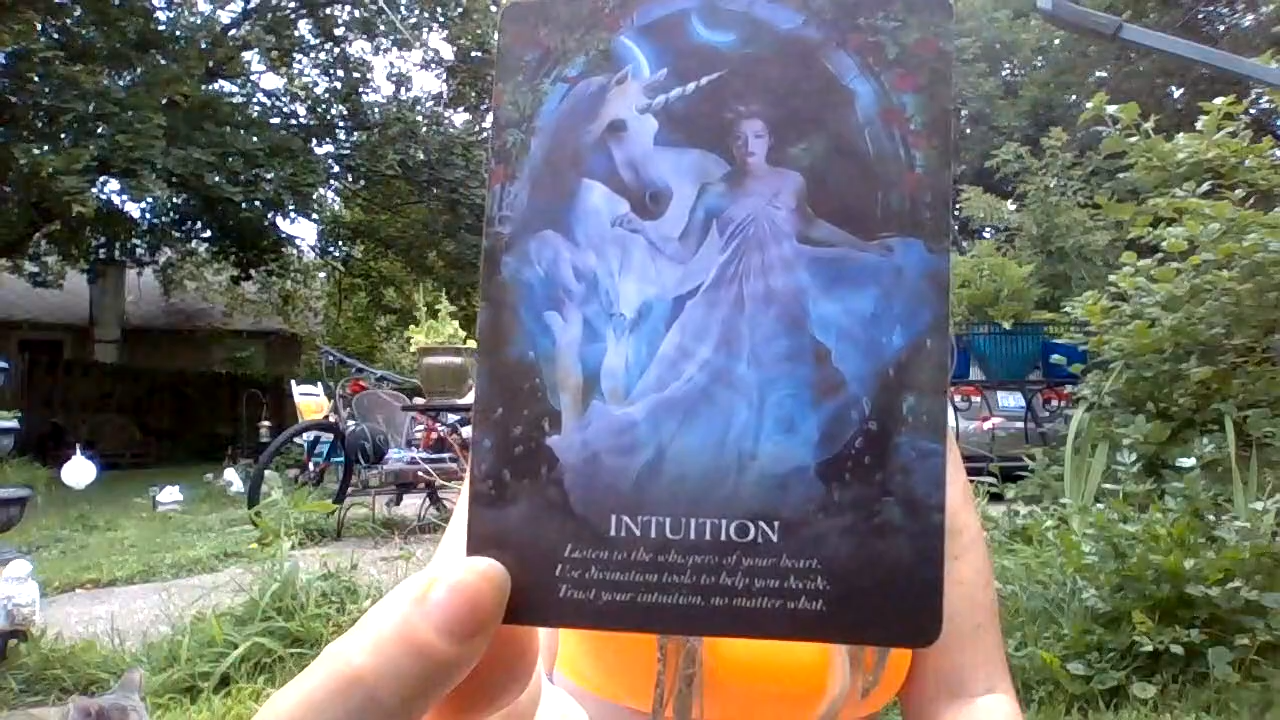 INTUITION
Listen to the whispers of your heart.
Use divination tools to help you decide.
Trust your intuition, no matter what.